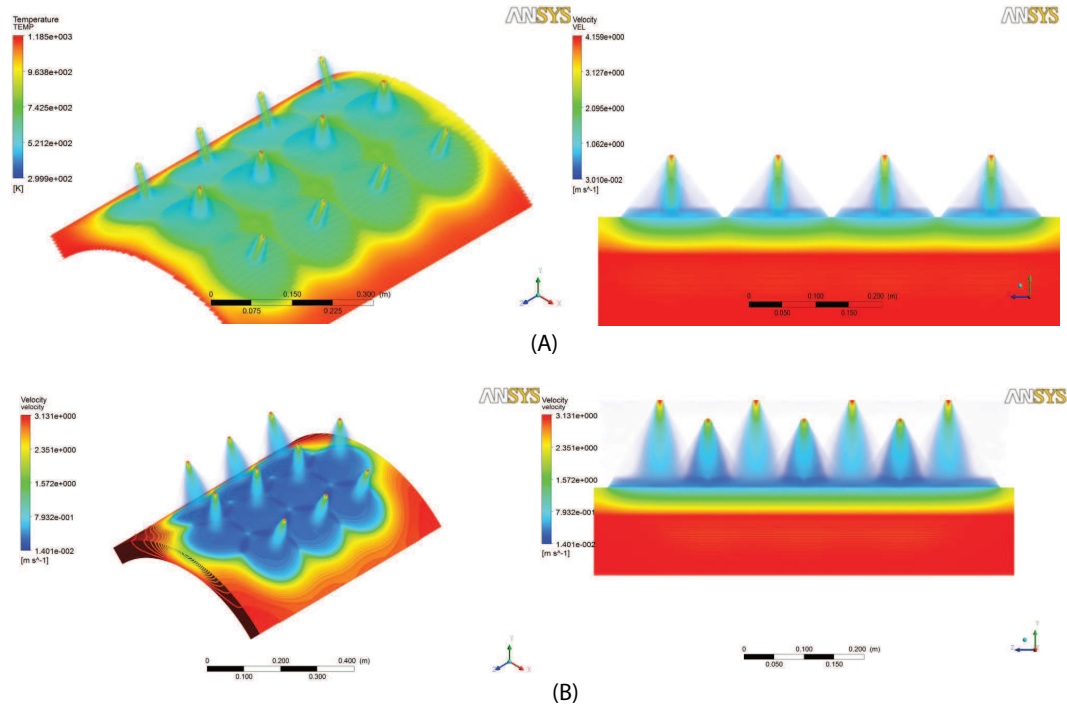 Temperature
TEMP
1.185e+003
9.638e+002
7.425e+002
5.212e+002
2.999e+002
[K]
ANSYS
0 0.150 0.300 (m)
0.075 0.225
Y
Z X
Velocity
VEL
4.159e+000
3.127e+000
2.095e+000
1.062e+000
3.010e-002
[m s^-1]
ANSYS
0 0.100 0.200 (m)
0.050 0.150
(A)
Velocity
velocity
3.131e+000
2.351e+000
1.572e+000
7.932e-001
1.401e-002
[m s^-1]
ANSYS
0 0.200 0.400 (m)
0.100 0.300
Y
Z X
Velocity
velocity
3.131e+000
2.351e+000
1.572e+000
7.932e-001
1.401e-002
[m s^-1]
ANSYS
0 0.100 0.200 (m)
0.050 0.150
Y
Z
(B)